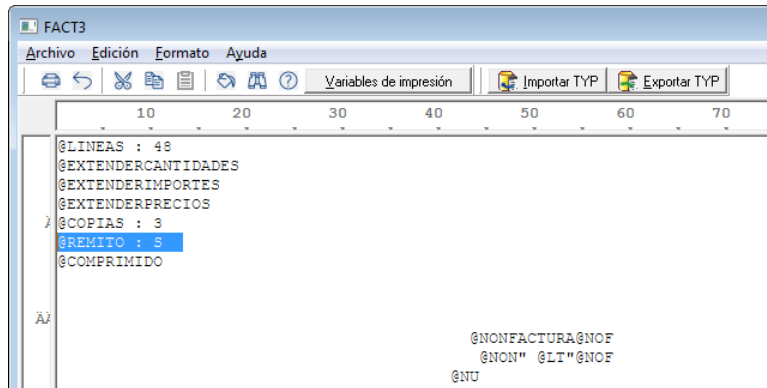 FACT3
Archivo Edición Formato Ayuda
Variables de impresión Importar TYP Exportar TYP
10 20 30 40 50 60 70
@LINEAS : 48
@EXTENDERCANTIDADES
@EXTENDERIMPORTES
@EXTENDERPRECIOS
@COPIAS : 3
@REMITO : S
@COMPRIMIDO
@NONFACTURA@NOF
@NON" @LT"@NOF
@NU